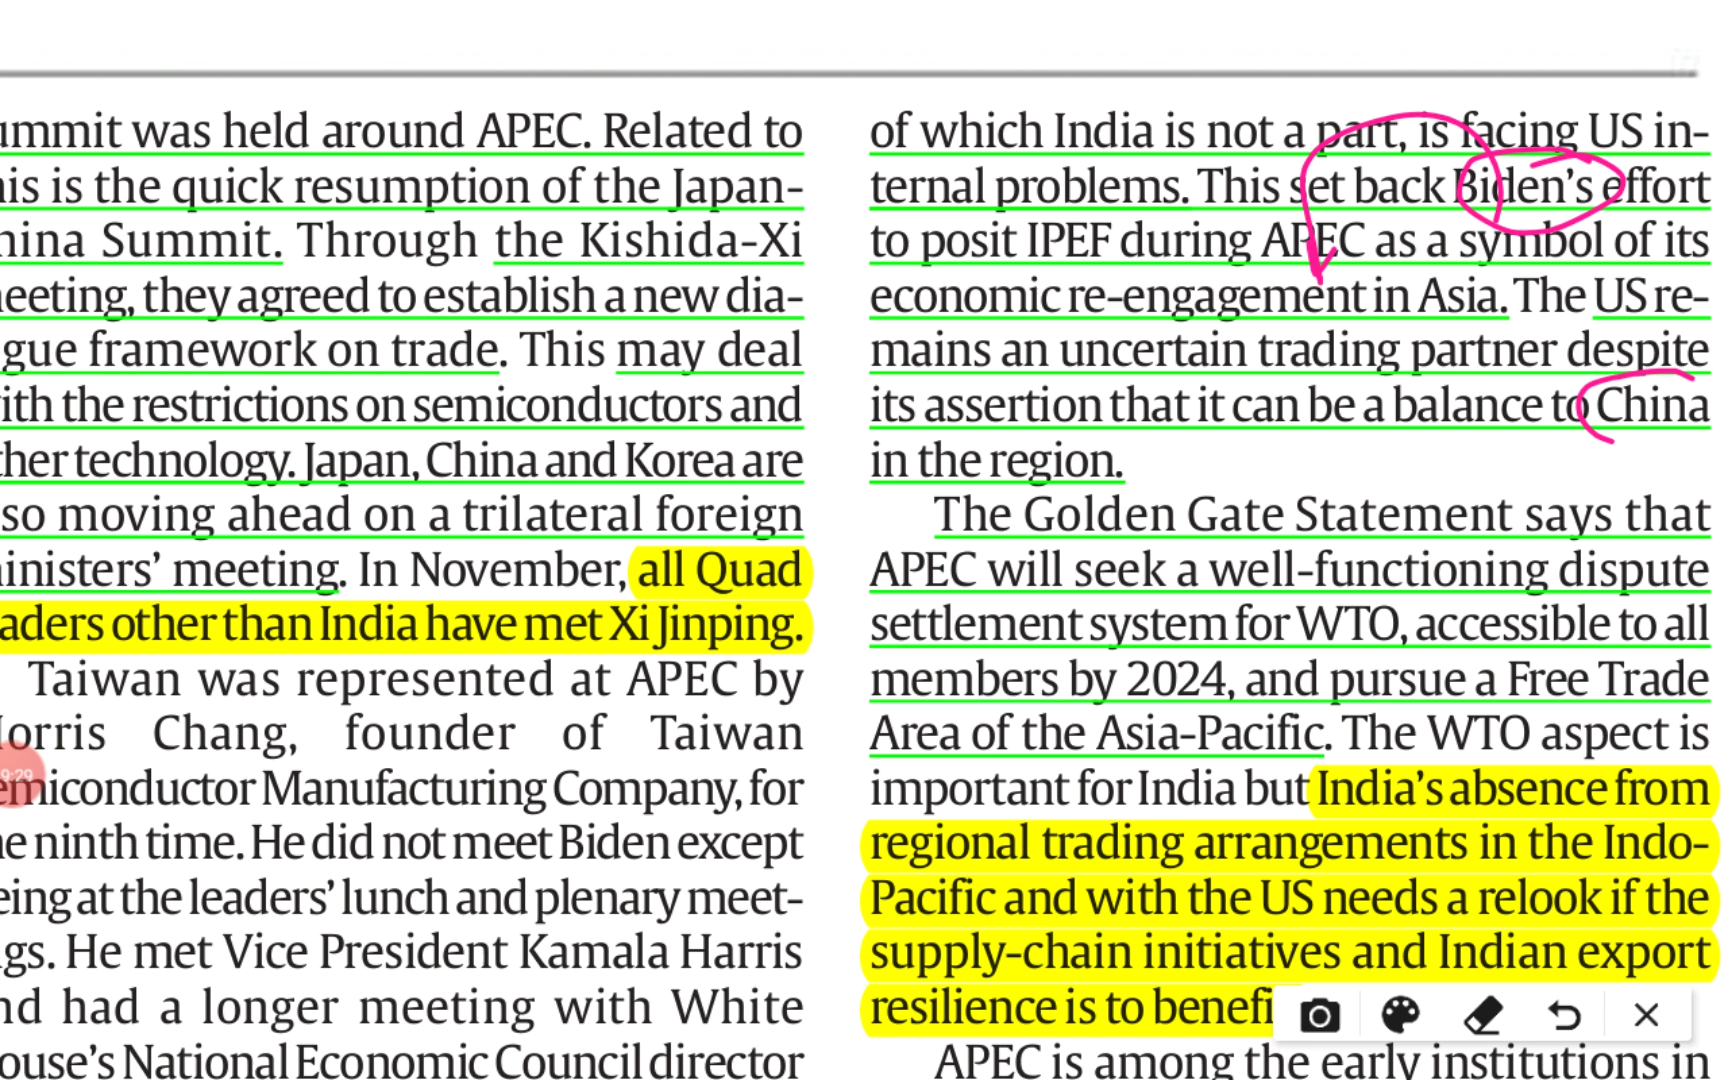 ummit was held around APEC. Related to
his is the quick resumption of the Japan-
hina Summit. Through the Kishida-Xi
eeting, they agreed to establish a new dia-
gue framework on trade. This may deal
ith the restrictions on semiconductors and
ther technology. Japan, China and Korea are
so moving ahead on a trilateral foreign
inisters’ meeting. In November, all Quad
aders other than India have met Xi Jinping.
Taiwan was represented at APEC by
orris Chang, founder of Taiwan
emiconductor Manufacturing Company, for
he ninth time. He did not meet Biden except
eing at the leaders’ lunch and plenary meet-
gs. He met Vice President Kamala Harris
nd had a longer meeting with White
ouse’s National Economic Council director
9:29
of which India is not a part, is facing US in-
ternal problems. This set back Biden’s effort
to posit IPEF during APEC as a symbol of its
economic re-engagement in Asia. The US re-
mains an uncertain trading partner despite
its assertion that it can be a balance to China
in the region.
The Golden Gate Statement says that
APEC will seek a well-functioning dispute
settlement system for WTO, accessible to all
members by 2024, and pursue a Free Trade
Area of the Asia-Pacific. The WTO aspect is
important for India but India’s absence from
regional trading arrangements in the Indo-
Pacific and with the US needs a relook if the
supply-chain initiatives and Indian export
resilience is to benefi
APEC is among the early institutions in